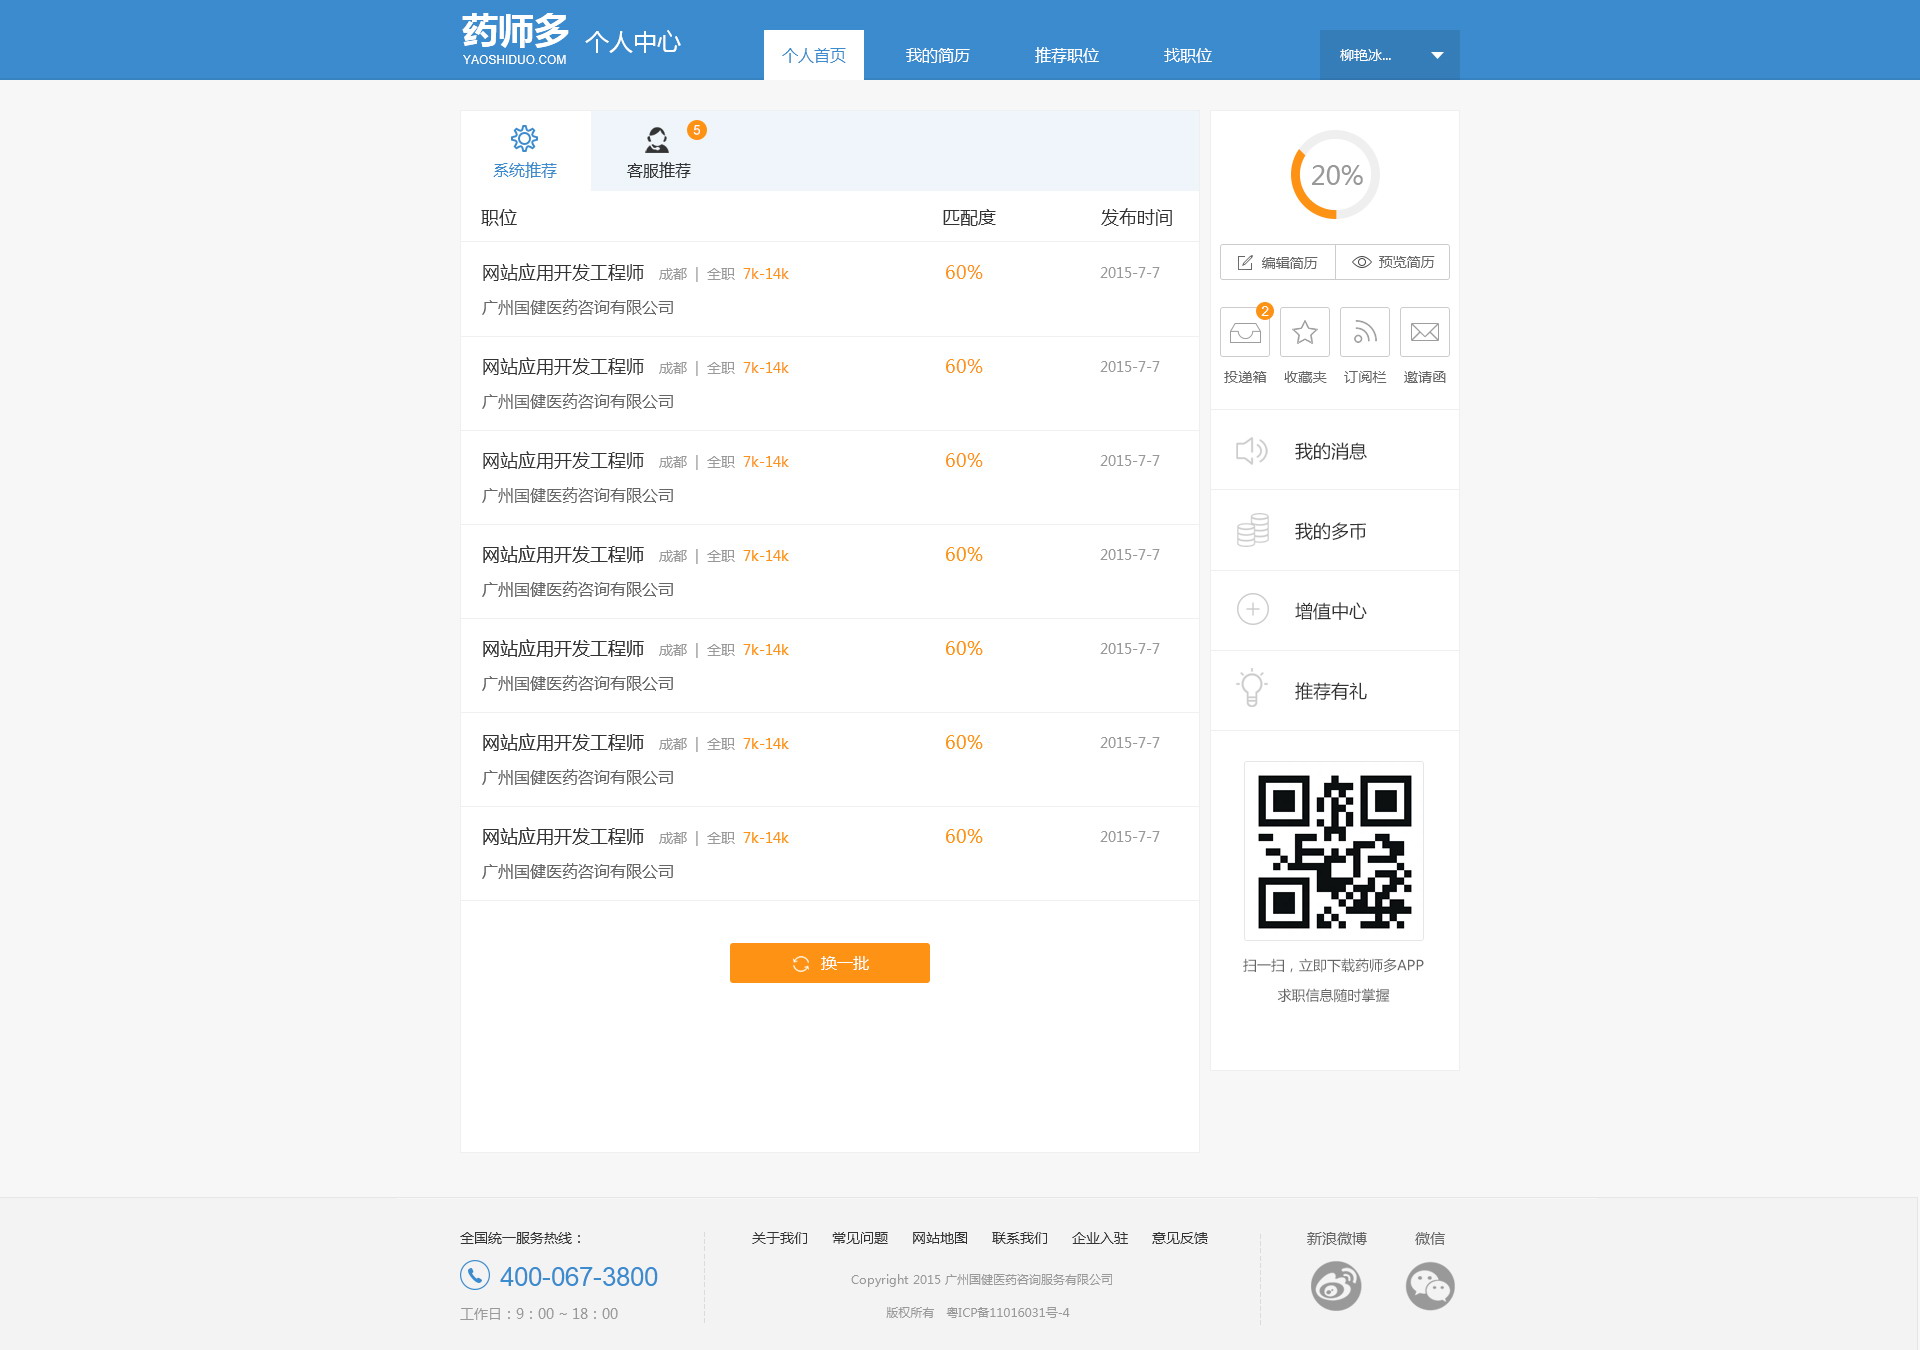 药师多 个人中心
YAOSHIDUO.COM
个人首页 我的简历 推荐职位 找职位 柳艳冰...
系统推荐 客服推荐 5
职位 匹配度 发布时间
网站应用开发工程师 成都 | 全职 7k-14k 60% 2015-7-7
广州国健医药咨询有限公司
网站应用开发工程师 成都 | 全职 7k-14k 60% 2015-7-7
广州国健医药咨询有限公司
网站应用开发工程师 成都 | 全职 7k-14k 60% 2015-7-7
广州国健医药咨询有限公司
网站应用开发工程师 成都 | 全职 7k-14k 60% 2015-7-7
广州国健医药咨询有限公司
网站应用开发工程师 成都 | 全职 7k-14k 60% 2015-7-7
广州国健医药咨询有限公司
网站应用开发工程师 成都 | 全职 7k-14k 60% 2015-7-7
广州国健医药咨询有限公司
网站应用开发工程师 成都 | 全职 7k-14k 60% 2015-7-7
广州国健医药咨询有限公司
换一批
20%
编辑简历 预览简历
2
投递箱 收藏夹 订阅栏 邀请函
我的消息
我的多币
增值中心
推荐有礼
扫一扫，立即下载药师多APP
求职信息随时掌握
全国统一服务热线：
400-067-3800
工作日：9：00 ~ 18：00
关于我们 常见问题 网站地图 联系我们 企业入驻 意见反馈
Copyright 2015 广州国健医药咨询服务有限公司
版权所有 粤ICP备11016031号-4
新浪微博 微信